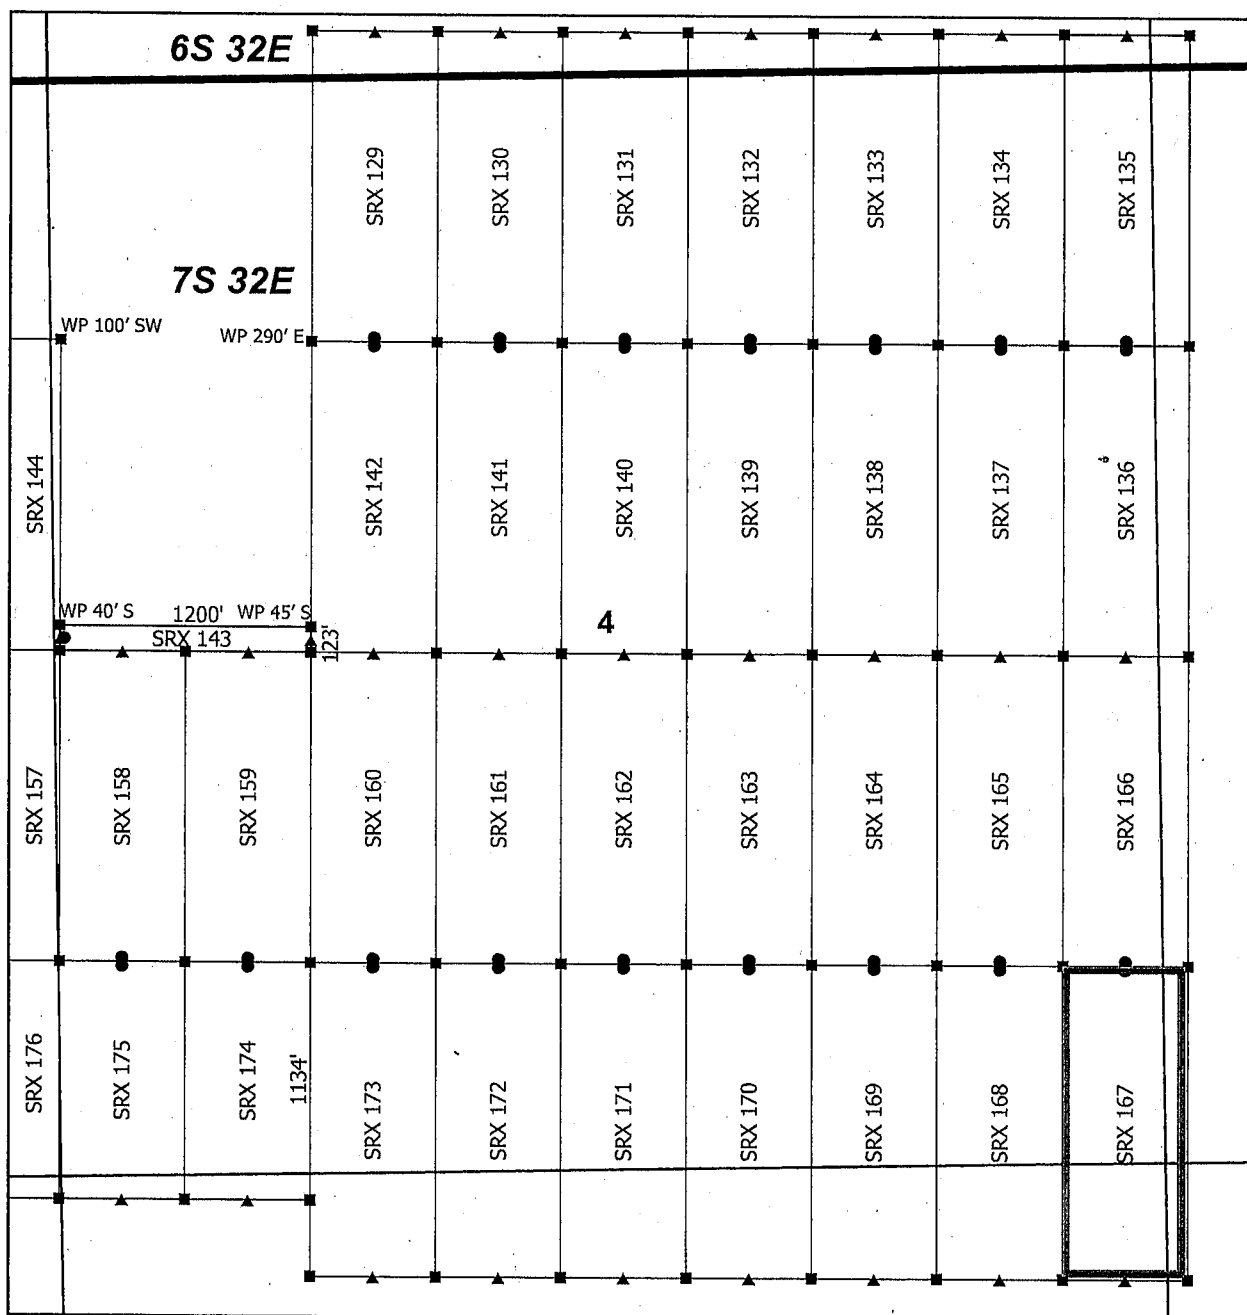 6S 32E
SRX 129
SRX 130
SRX 131
SRX 132
SRX 133
SRX 134
SRX 135
7S 32E
WP 100' SW
WP 290' E
SRX 144
SRX 142
SRX 141
SRX 140
SRX 139
SRX 138
SRX 137
SRX 136
WP 40' S
1200'
WP 45' S
SRX 143
123'
4
SRX 157
SRX 158
SRX 159
SRX 160
SRX 161
SRX 162
SRX 163
SRX 164
SRX 165
SRX 166
SRX 176
SRX 175
SRX 174
1134'
SRX 173
SRX 172
SRX 171
SRX 170
SRX 169
SRX 168
SRX 167